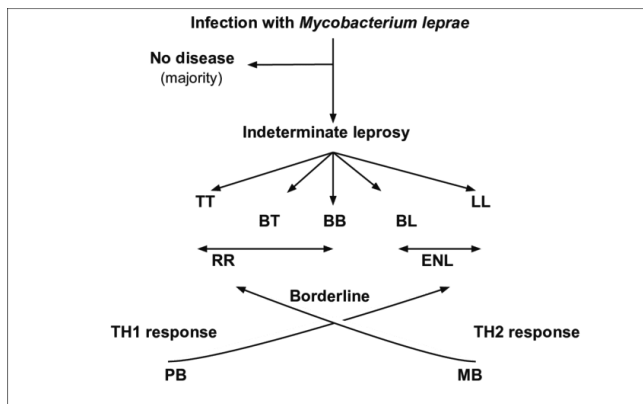 Infection with Mycobacterium leprae
No disease
(majority)
Indeterminate leprosy
TT
LL
BT
BB
BL
RR
ENL
Borderline
TH1 response
TH2 response
PB
MB